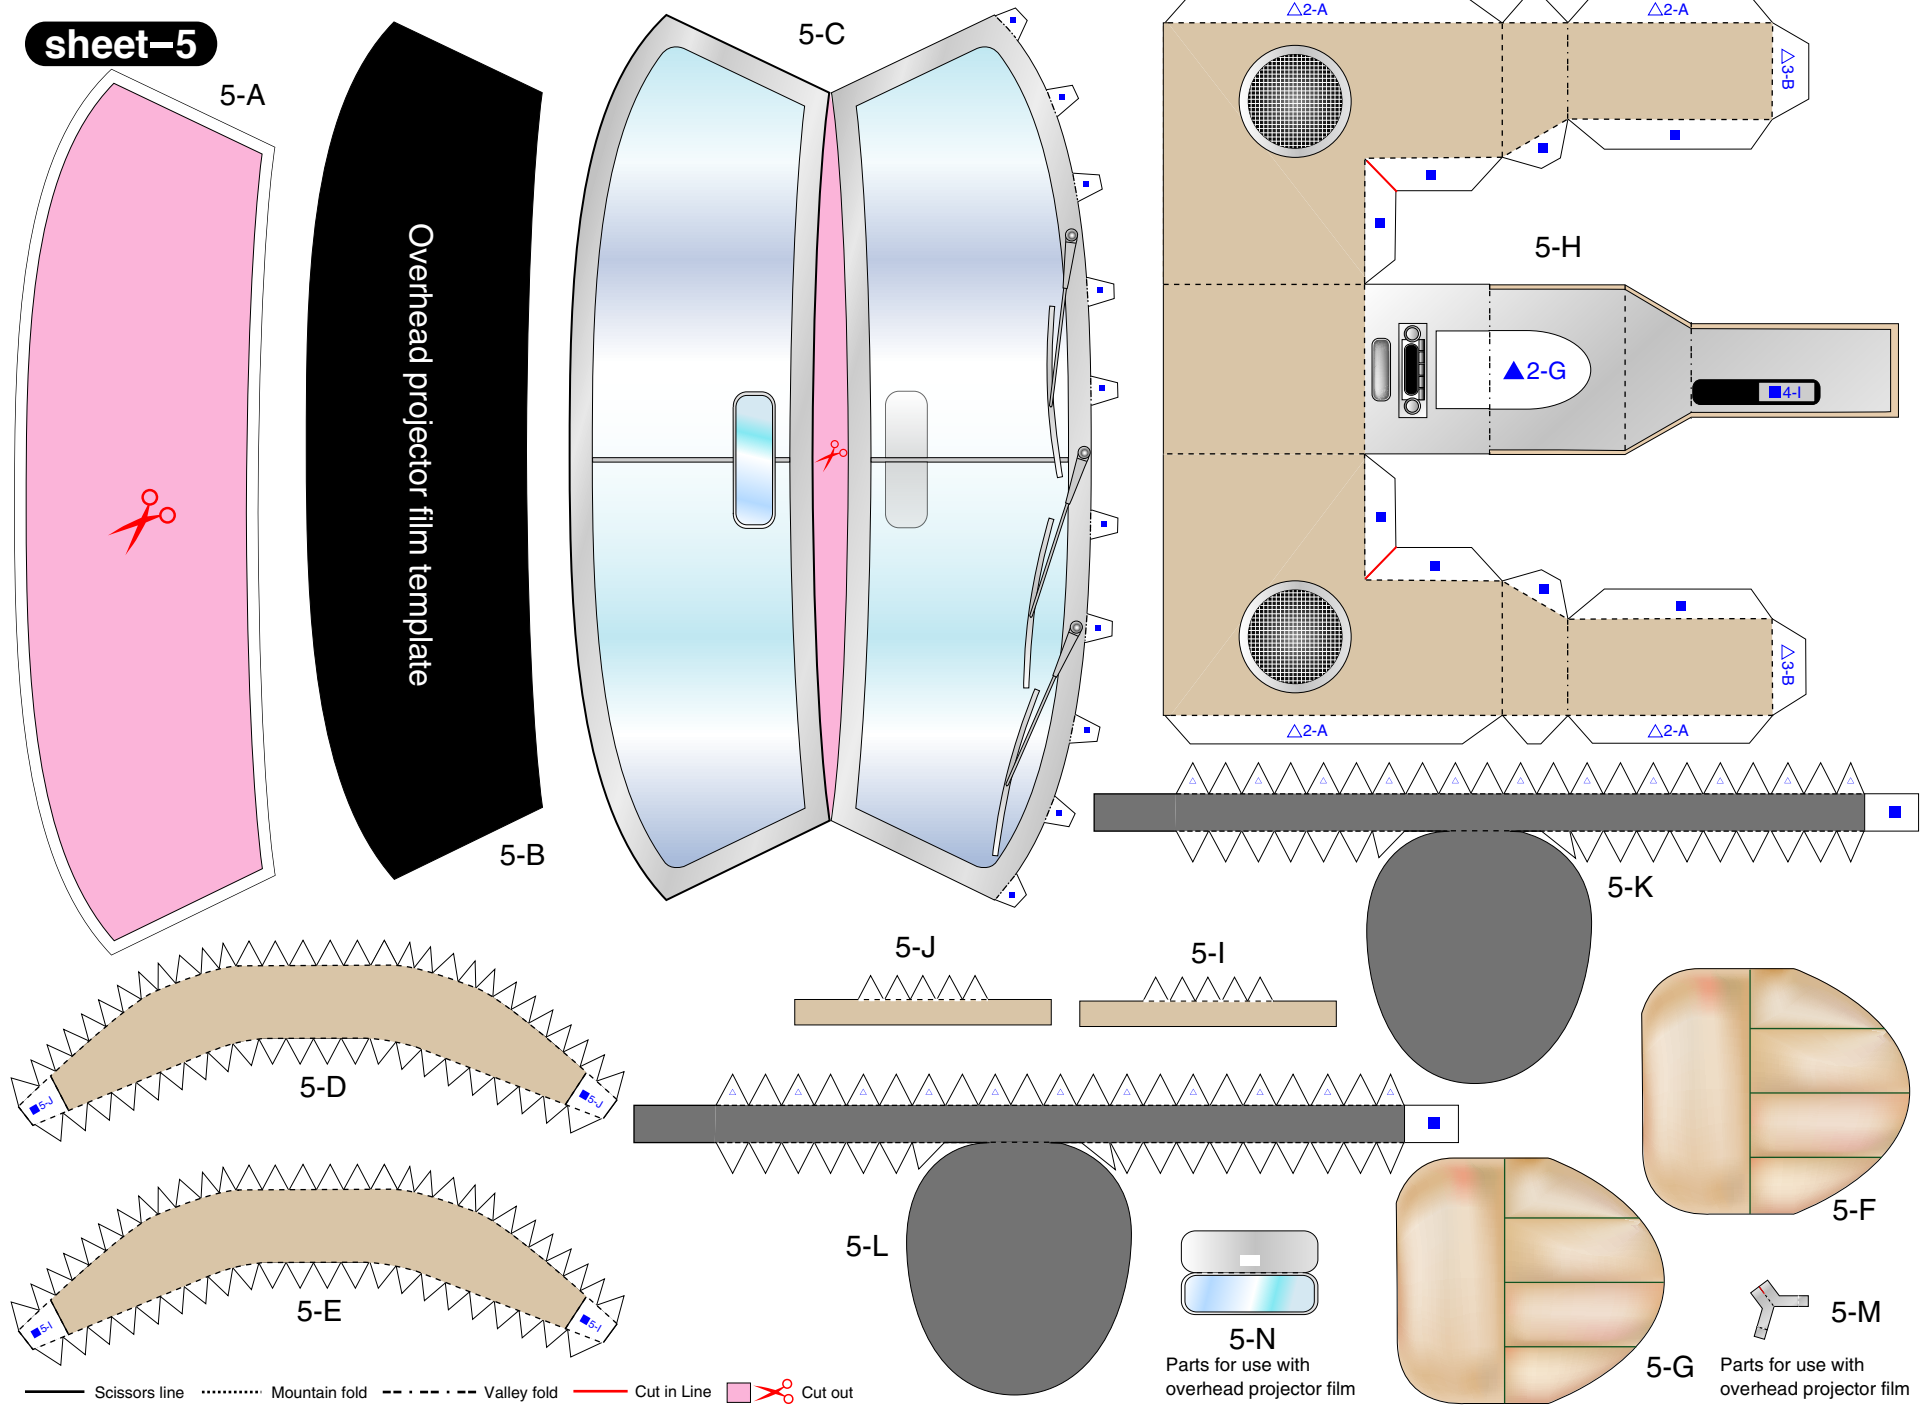 sheet-5
5-A
5-C
△2-A
△2-A
△3-B
Overhead projector film template
5-B
5-H
▲2-G
■4-I
△3-B
△2-A
△2-A
5-K
5-J
5-I
5-D
■5-J
■5-J
5-L
5-F
5-E
■5-I
■5-I
5-N
Parts for use with
overhead projector film
5-G
5-M
Parts for use with
overhead projector film
Scissors line
Mountain fold
Valley fold
Cut in Line
Cut out